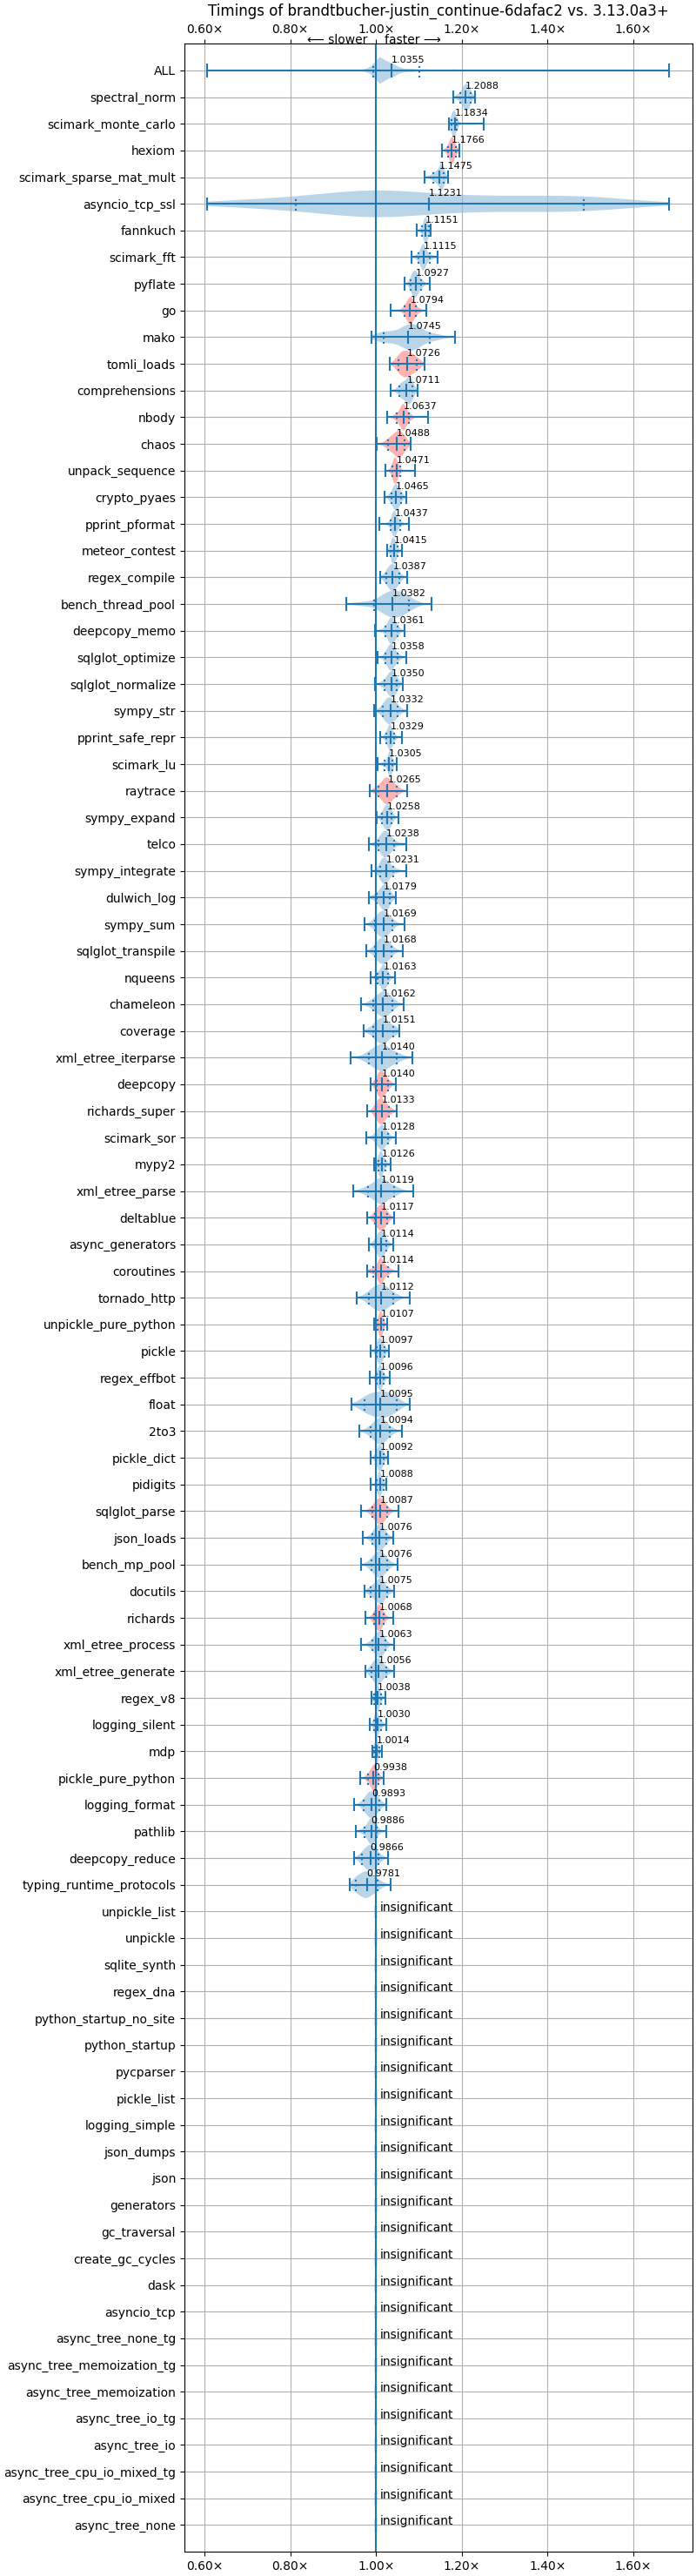 Timings of brandtbucher-justin_continue-6dafac2 vs. 3.13.0a3+
0.60× 0.80× 1.00× 1.20× 1.40× 1.60×
⟵ slower faster ⟶
ALL 1.0355
spectral_norm 1.2088
scimark_monte_carlo 1.1834
hexiom 1.1766
scimark_sparse_mat_mult 1.1475
asyncio_tcp_ssl 1.1231
fannkuch 1.1151
scimark_fft 1.1115
pyflate 1.0927
go 1.0794
mako 1.0745
tomli_loads 1.0726
comprehensions 1.0711
nbody 1.0637
chaos 1.0488
unpack_sequence 1.0471
crypto_pyaes 1.0465
pprint_pformat 1.0437
meteor_contest 1.0415
regex_compile 1.0387
bench_thread_pool 1.0382
deepcopy_memo 1.0361
sqlglot_optimize 1.0358
sqlglot_normalize 1.0350
sympy_str 1.0332
pprint_safe_repr 1.0329
scimark_lu 1.0305
raytrace 1.0265
sympy_expand 1.0258
telco 1.0238
sympy_integrate 1.0231
dulwich_log 1.0179
sympy_sum 1.0169
sqlglot_transpile 1.0168
nqueens 1.0163
chameleon 1.0162
coverage 1.0151
xml_etree_iterparse 1.0140
deepcopy 1.0140
richards_super 1.0133
scimark_sor 1.0128
mypy2 1.0126
xml_etree_parse 1.0119
deltablue 1.0117
async_generators 1.0114
coroutines 1.0114
tornado_http 1.0112
unpickle_pure_python 1.0107
pickle 1.0097
regex_effbot 1.0096
float 1.0095
2to3 1.0094
pickle_dict 1.0092
pidigits 1.0088
sqlglot_parse 1.0087
json_loads 1.0076
bench_mp_pool 1.0076
docutils 1.0075
richards 1.0068
xml_etree_process 1.0063
xml_etree_generate 1.0056
regex_v8 1.0038
logging_silent 1.0030
mdp 1.0014
pickle_pure_python 0.9938
logging_format 0.9893
pathlib 0.9886
deepcopy_reduce 0.9866
typing_runtime_protocols 0.9781
unpickle_list insignificant
unpickle insignificant
sqlite_synth insignificant
regex_dna insignificant
python_startup_no_site insignificant
python_startup insignificant
pycparser insignificant
pickle_list insignificant
logging_simple insignificant
json_dumps insignificant
json insignificant
generators insignificant
gc_traversal insignificant
create_gc_cycles insignificant
dask insignificant
asyncio_tcp insignificant
async_tree_none_tg insignificant
async_tree_memoization_tg insignificant
async_tree_memoization insignificant
async_tree_io_tg insignificant
async_tree_io insignificant
async_tree_cpu_io_mixed_tg insignificant
async_tree_cpu_io_mixed insignificant
async_tree_none insignificant
0.60× 0.80× 1.00× 1.20× 1.40× 1.60×